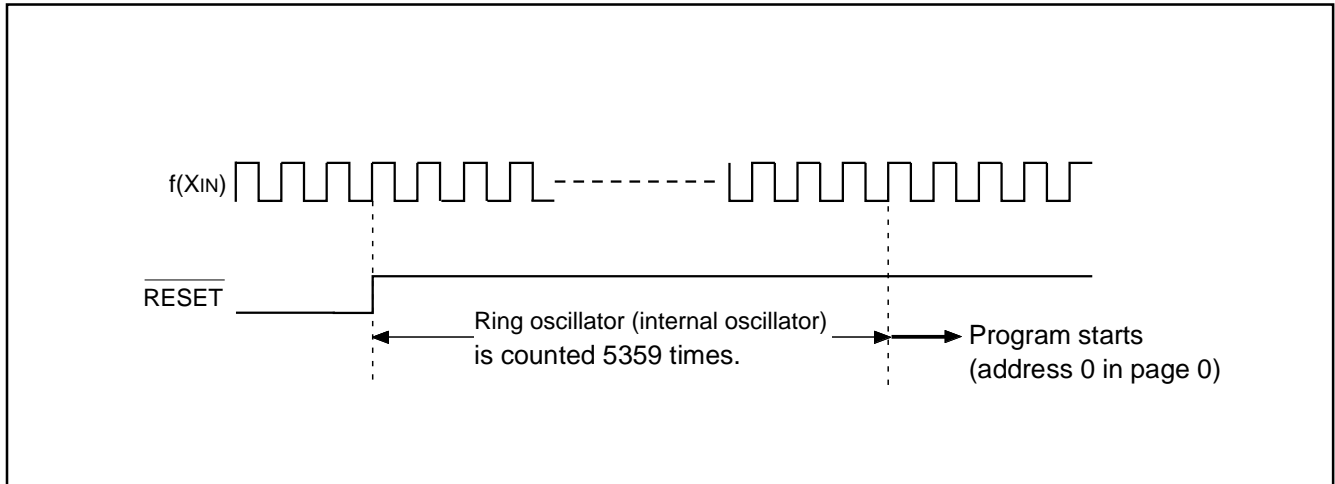 f(XIN)
RESET
Ring oscillator (internal oscillator)
is counted 5359 times.
Program starts
(address 0 in page 0)